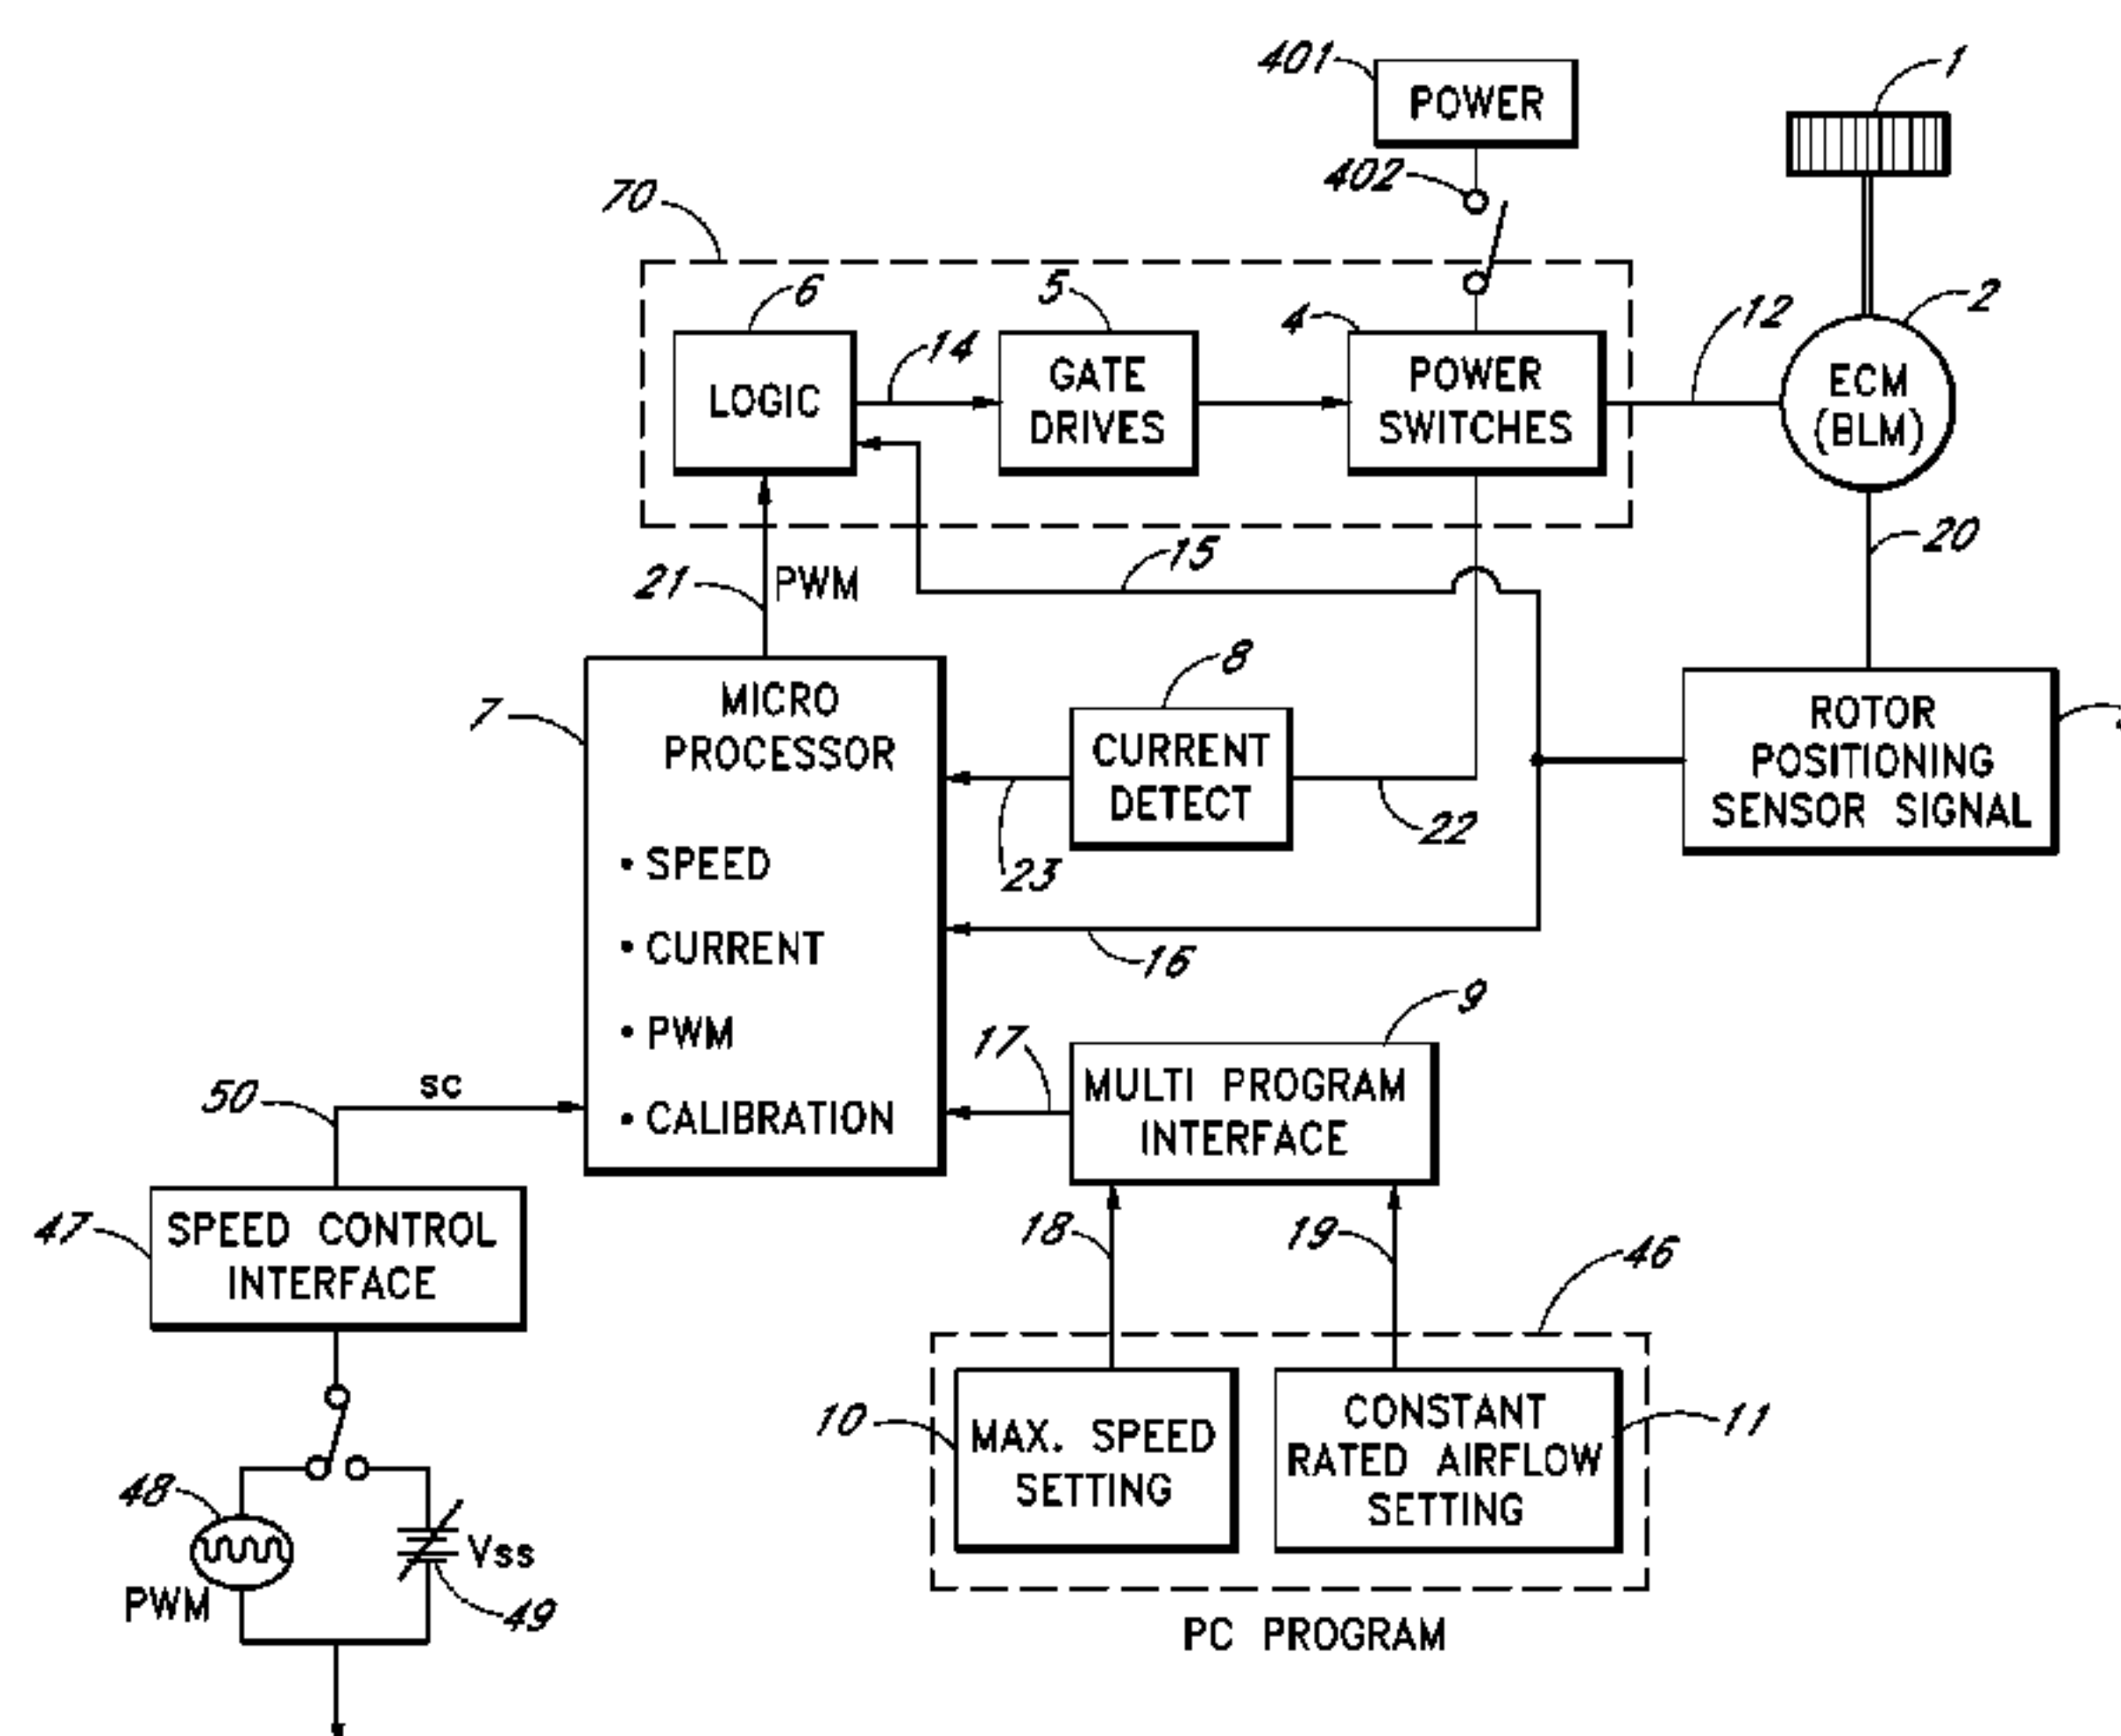 401
POWER
1
402
70
6
5
4
12
2
LOGIC
14
GATE
DRIVES
POWER
SWITCHES
ECM
(BLM)
15
20
21
PWM
7
MICRO
PROCESSOR
8
CURRENT
DETECT
ROTOR
POSITIONING
SENSOR SIGNAL
22
23
• SPEED
• CURRENT
• PWM
• CALIBRATION
16
9
17
MULTI PROGRAM
INTERFACE
50
SC
47
SPEED CONTROL
INTERFACE
18
19
46
10
MAX. SPEED
SETTING
CONSTANT
RATED AIRFLOW
SETTING
11
48
PWM
Vss
49
PC PROGRAM